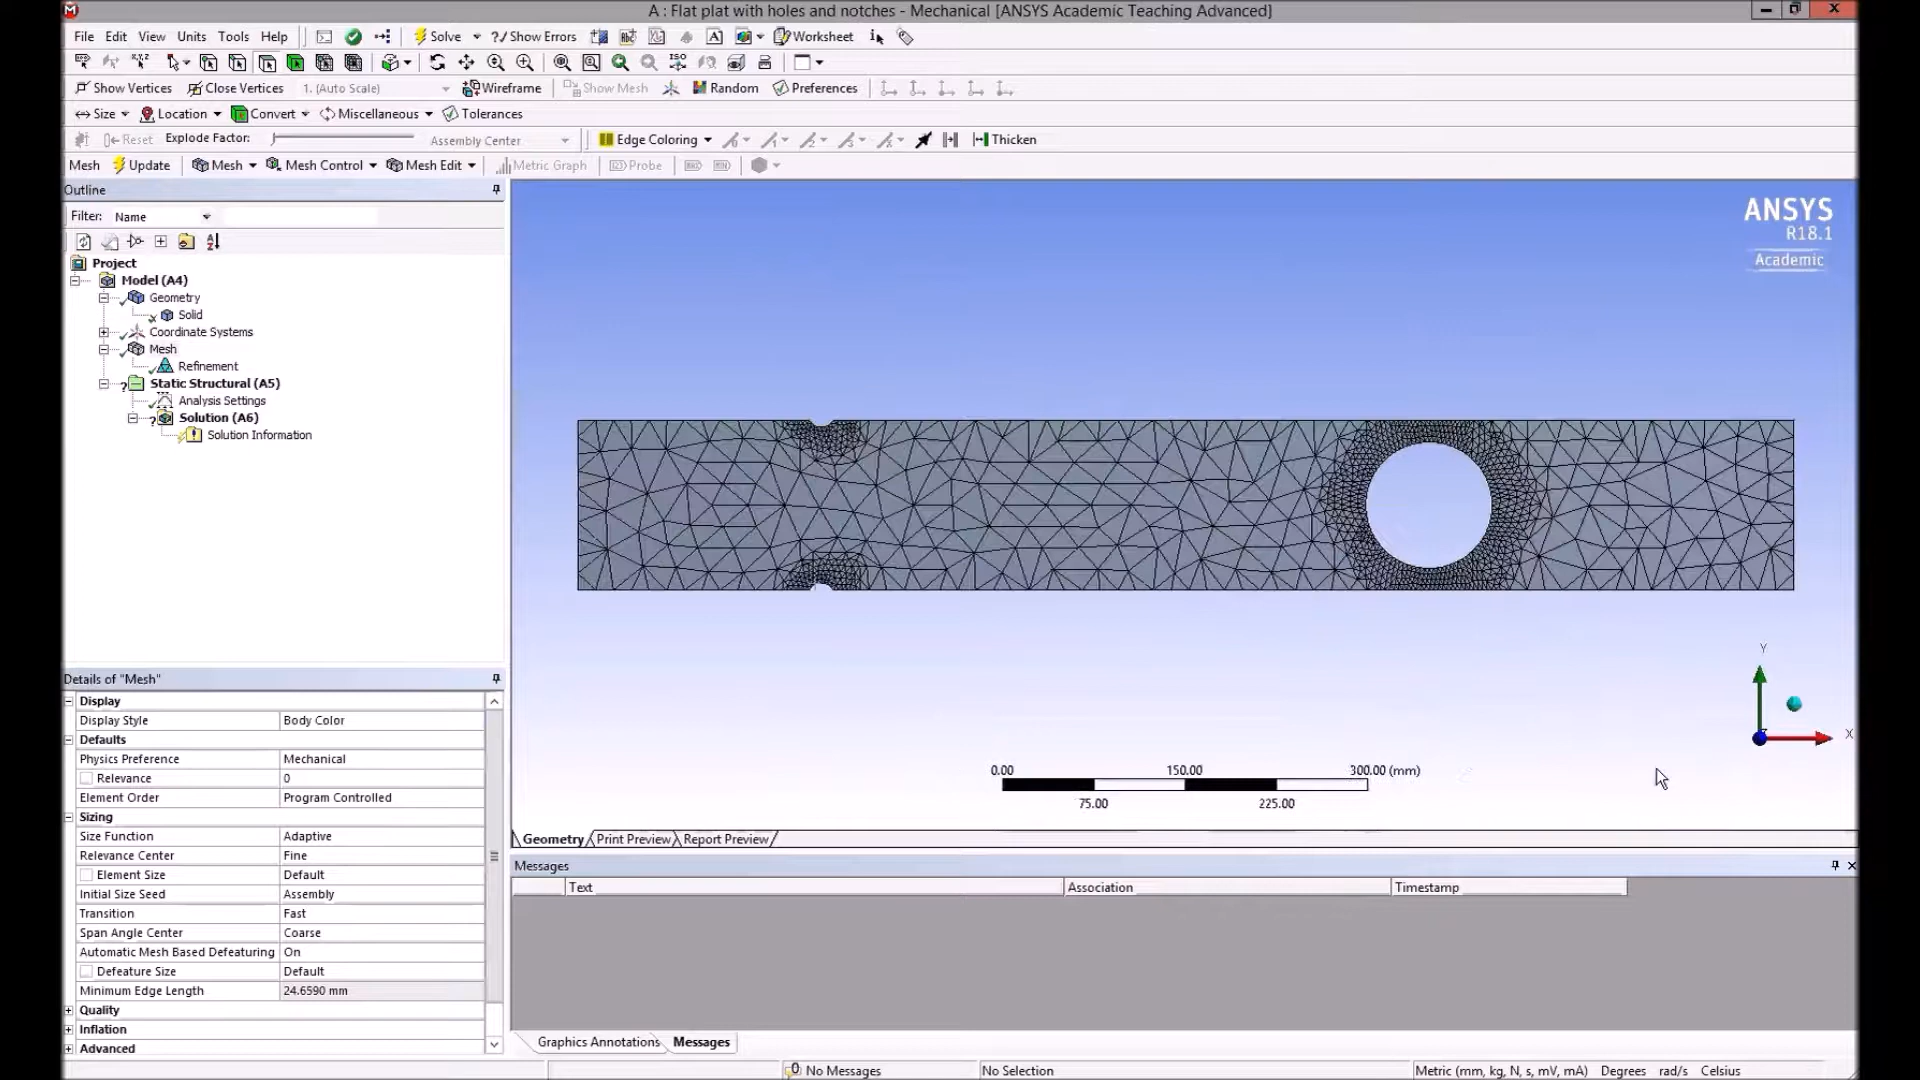 A : Flat plat with holes and notches - Mechanical [ANSYS Academic Teaching Advanced]
File Edit View Units Tools Help Solve ?/ Show Errors Worksheet
Show Vertices Close Vertices 1. (Auto Scale) Wireframe Show Mesh Random Preferences
Size Location Convert Miscellaneous Tolerances
Reset Explode Factor: Assembly Center Edge Coloring Thicken
Mesh Update Mesh Mesh Control Mesh Edit Metric Graph Probe
Outline
Filter: Name
Project
Model (A4)
Geometry
Solid
Coordinate Systems
Mesh
Refinement
Static Structural (A5)
Analysis Settings
Solution (A6)
Solution Information
ANSYS
R18.1
Academic
Y
X
0.00 150.00 300.00 (mm)
75.00 225.00
Geometry Print Preview Report Preview
Details of "Mesh"
Display
Display Style Body Color
Defaults
Physics Preference Mechanical
Relevance 0
Element Order Program Controlled
Sizing
Size Function Adaptive
Relevance Center Fine
Element Size Default
Initial Size Seed Assembly
Transition Fast
Span Angle Center Coarse
Automatic Mesh Based Defeaturing On
Defeature Size Default
Minimum Edge Length 24.6590 mm
Quality
Inflation
Advanced
Messages
Text Association Timestamp
Graphics Annotations Messages
0 No Messages No Selection Metric (mm, kg, N, s, mV, mA) Degrees rad/s Celsius